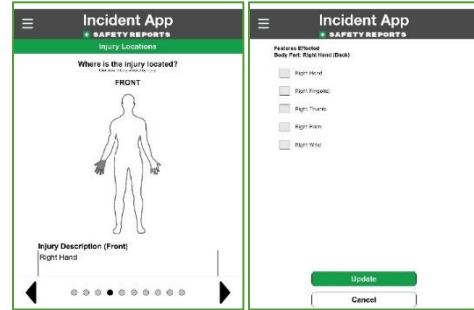 Incident App
SAFETY REPORTS
Injury Locations
Where is the injury located?
FRONT
Injury Description (Front)
Right Hand
Incident App
SAFETY REPORTS
Features Effected
Body Part: Right Hand (Back)
Right Hand
Right Finger(s)
Right Thumb
Right Palm
Right Wrist
Update
Cancel